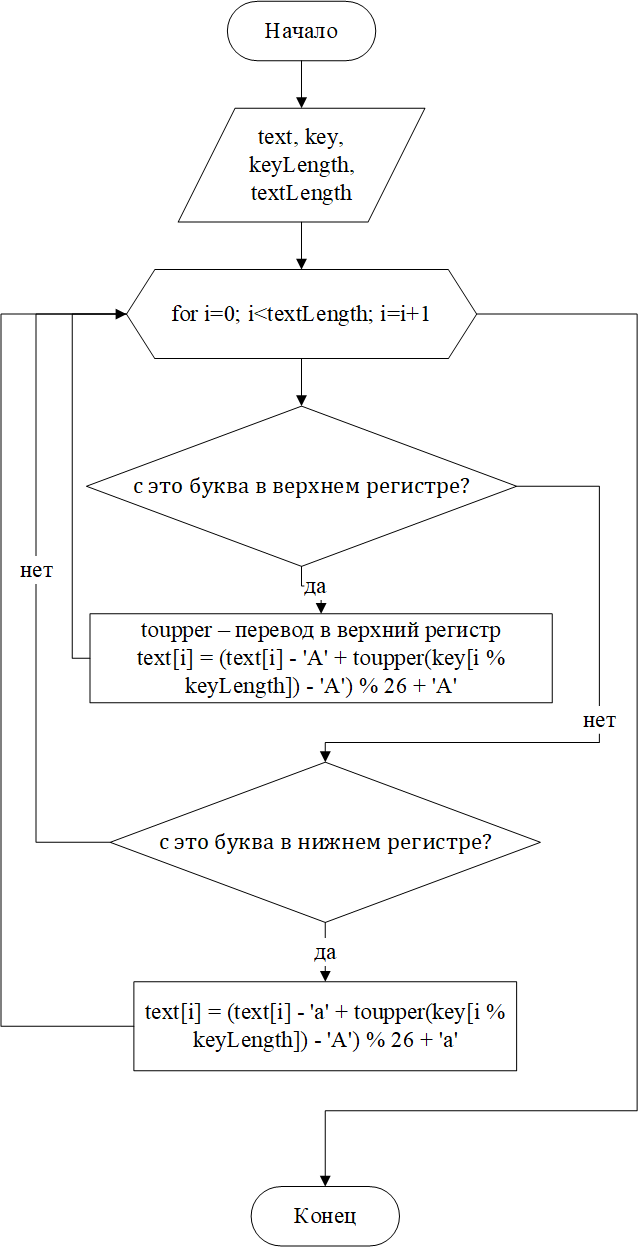 Начало
text, key,
keyLength,
textLength
for i=0; i<textLength; i=i+1
c это буква в верхнем регистре?
нет
да
toupper – перевод в верхний регистр
text[i] = (text[i] - 'A' + toupper(key[i %
keyLength]) - 'A') % 26 + 'A'
нет
c это буква в нижнем регистре?
да
text[i] = (text[i] - 'a' + toupper(key[i %
keyLength]) - 'A') % 26 + 'a'
Конец